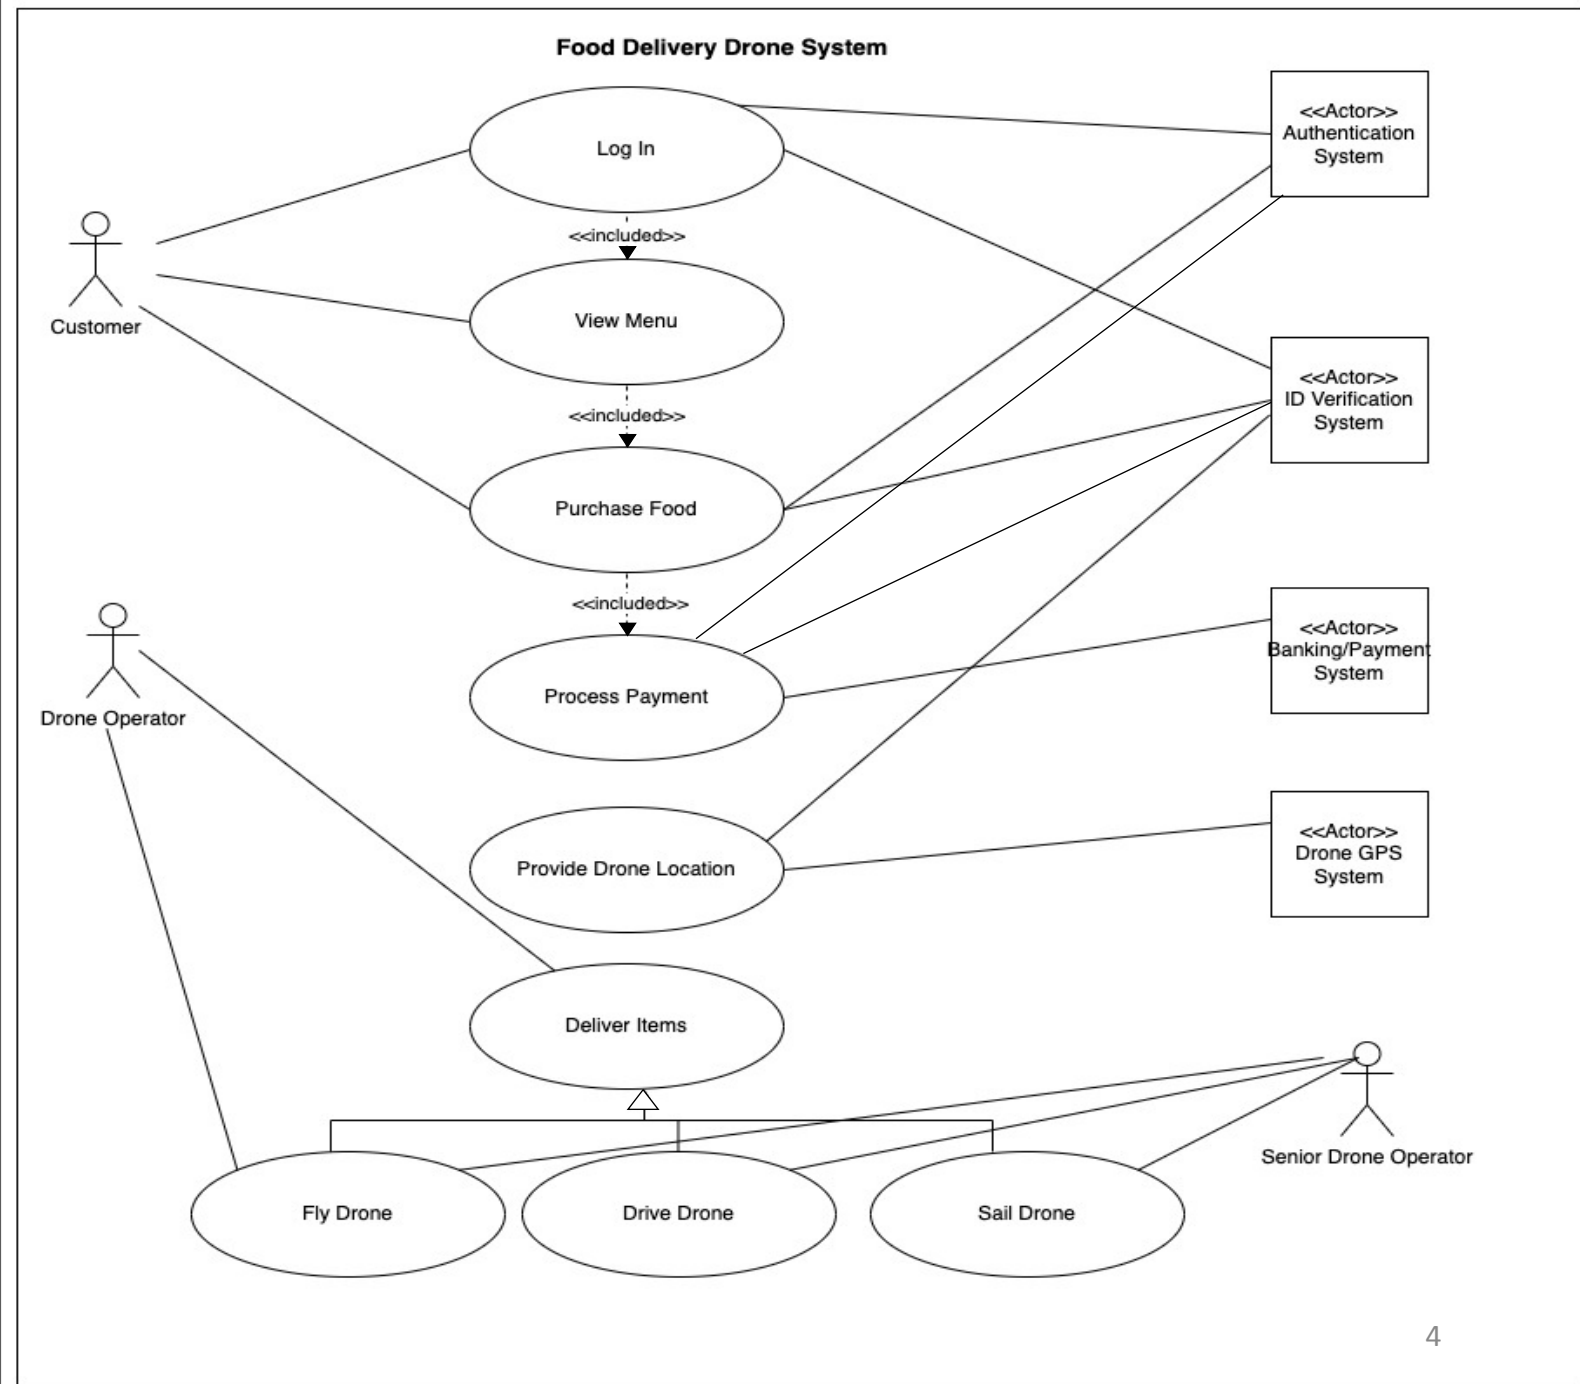 Food Delivery Drone System
<<Actor>>
Authentication
System
Log In
<<included>>
Customer
View Menu
<<Actor>>
ID Verification
System
<<included>>
Purchase Food
<<included>>
<<Actor>>
Banking/Payment
System
Drone Operator
Process Payment
<<Actor>>
Drone GPS
System
Provide Drone Location
Deliver Items
Senior Drone Operator
Fly Drone
Drive Drone
Sail Drone
4